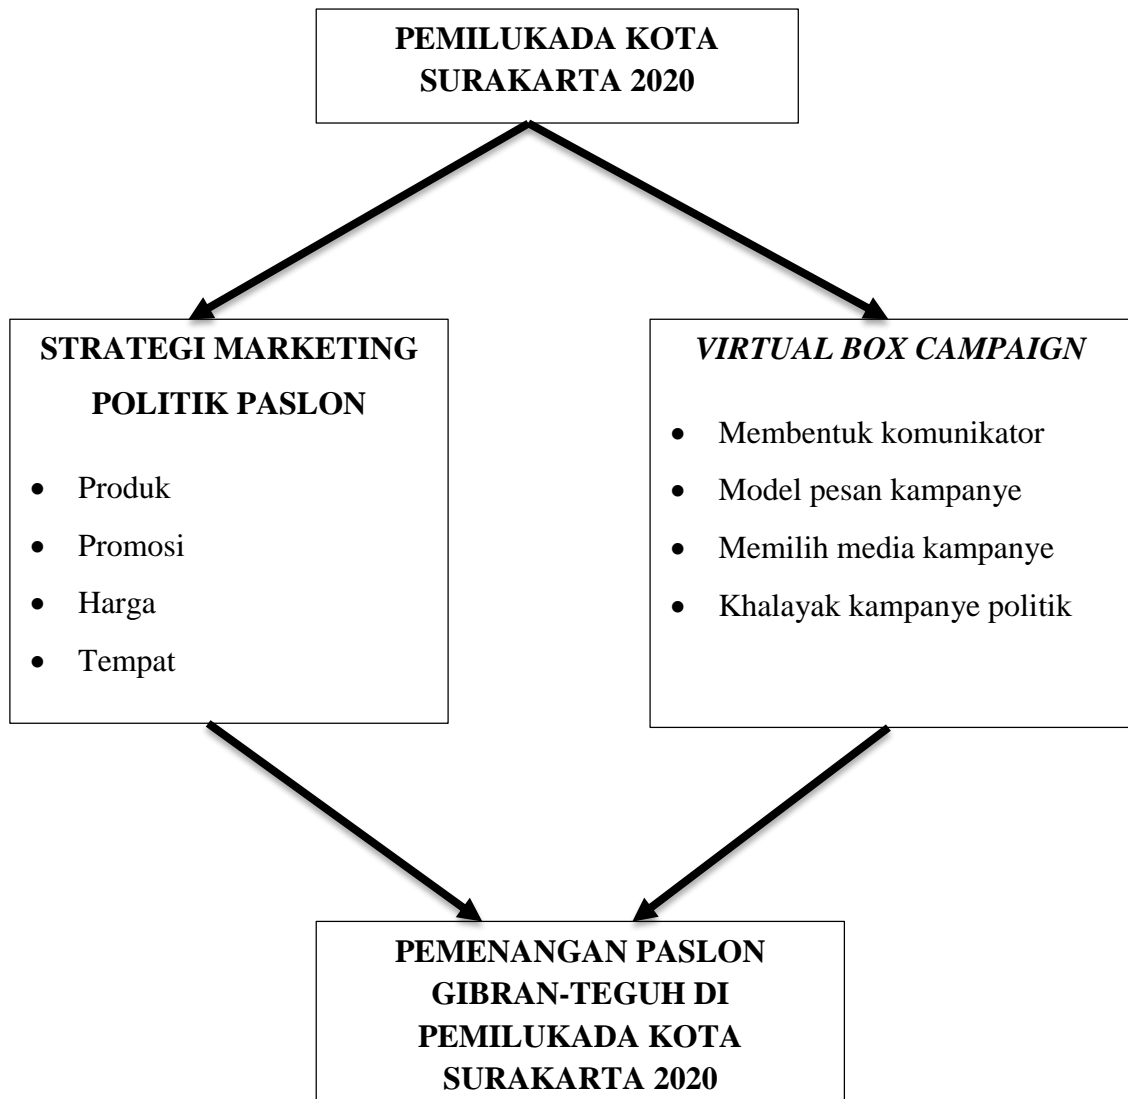 PEMILUKADA KOTA
SURAKARTA 2020
STRATEGI MARKETING
POLITIK PASLON
• Produk
• Promosi
• Harga
• Tempat
VIRTUAL BOX CAMPAIGN
• Membentuk komunikator
• Model pesan kampanye
• Memilih media kampanye
• Khalayak kampanye politik
PEMENANGAN PASLON
GIBRAN-TEGUH DI
PEMILUKADA KOTA
SURAKARTA 2020